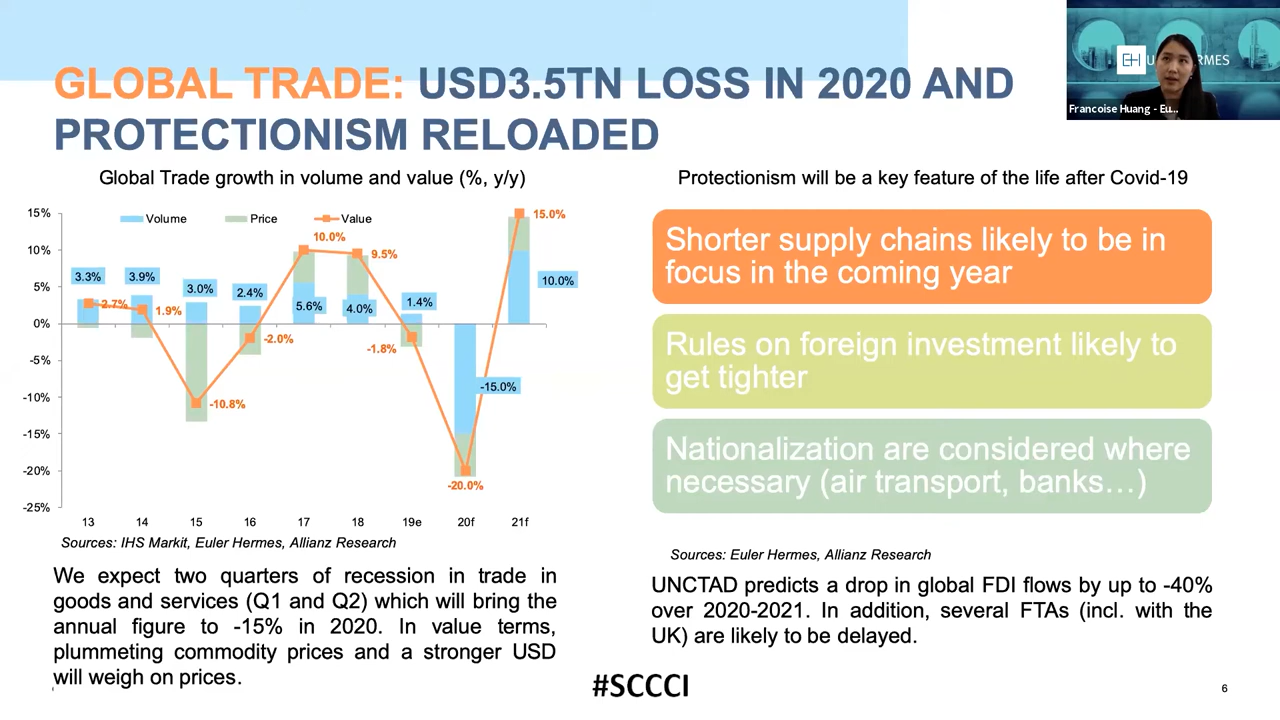 GLOBAL TRADE: USD3.5TN LOSS IN 2020 AND
PROTECTIONISM RELOADED
EH
Francoise Huang - Eu...
Global Trade growth in volume and value (%, y/y)
Volume
Price
Value
15%
10%
5%
0%
-5%
-10%
-15%
-20%
-25%
3.3%
2.7%
3.9%
1.9%
3.0%
-10.8%
2.4%
-2.0%
10.0%
5.6%
9.5%
4.0%
1.4%
-1.8%
-15.0%
-20.0%
15.0%
10.0%
13 14 15 16 17 18 19e 20f 21f
Sources: IHS Markit, Euler Hermes, Allianz Research
We expect two quarters of recession in trade in
goods and services (Q1 and Q2) which will bring the
annual figure to -15% in 2020. In value terms,
plummeting commodity prices and a stronger USD
will weigh on prices.
Protectionism will be a key feature of the life after Covid-19
Shorter supply chains likely to be in
focus in the coming year
Rules on foreign investment likely to
get tighter
Nationalization are considered where
necessary (air transport, banks…)
Sources: Euler Hermes, Allianz Research
UNCTAD predicts a drop in global FDI flows by up to -40%
over 2020-2021. In addition, several FTAs (incl. with the
UK) are likely to be delayed.
#SCCCI
6